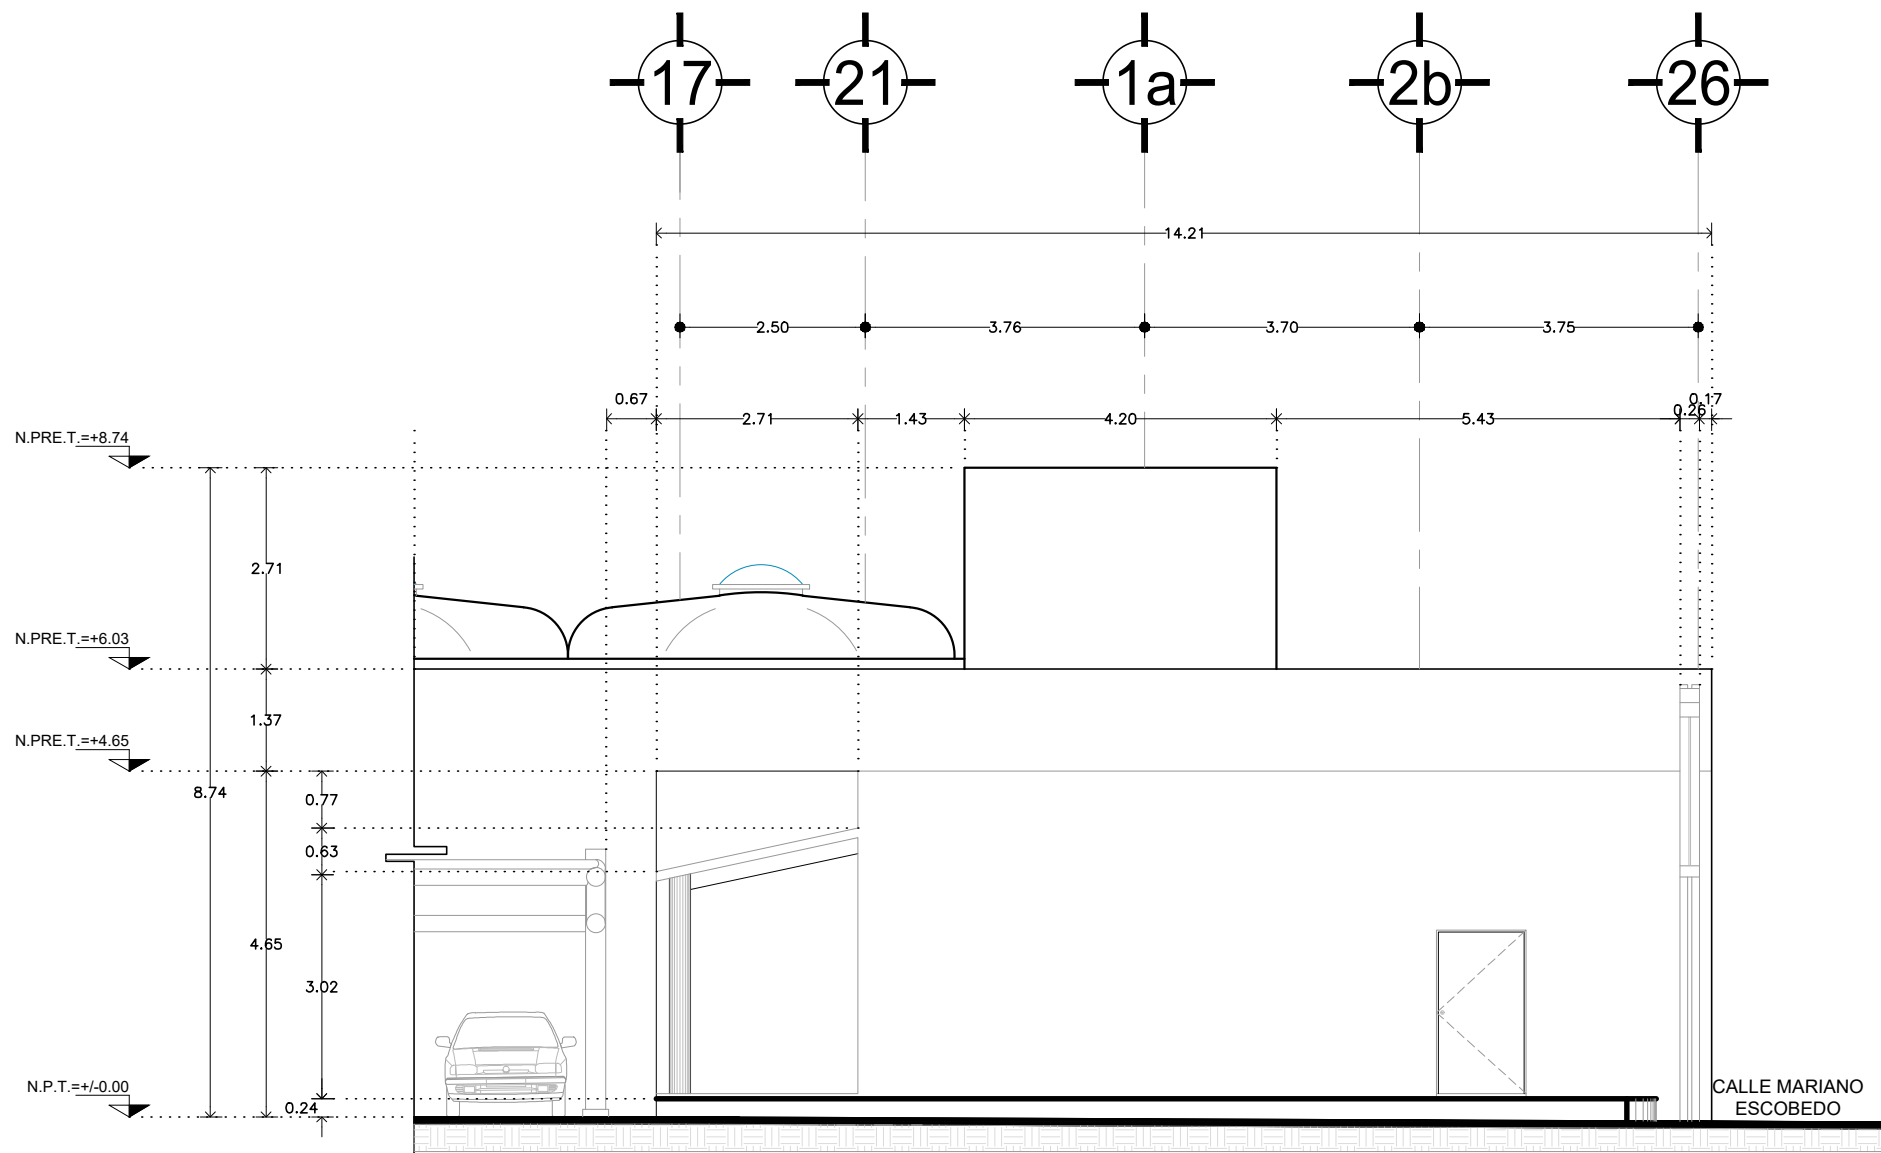 17 21 1a 2b 26
14.21
2.50 3.76 3.70 3.75
0.67 0.17
2.71 1.43 4.20 5.43 0.26
N.PRE.T.=+8.74
2.71
N.PRE.T.=+6.03
1.37
N.PRE.T.=+4.65
8.74 0.77
0.63
4.65
3.02
N.P.T.=+/-0.00
0.24
CALLE MARIANO
ESCOBEDO